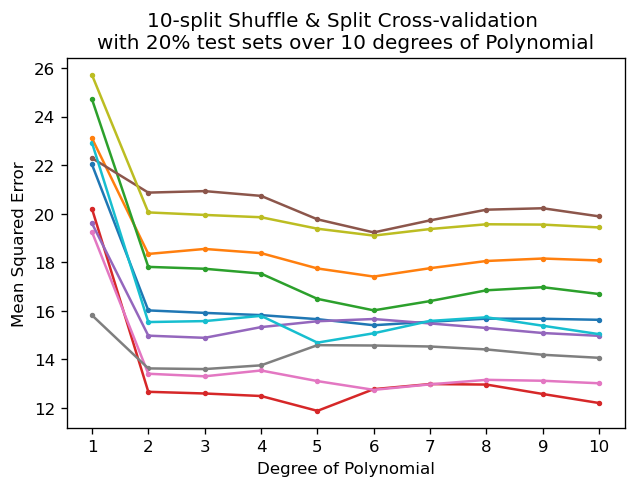 10-split Shuffle & Split Cross-validation
with 20% test sets over 10 degrees of Polynomial
26
24
22
20
18
16
14
12
Mean Squared Error
1 2 3 4 5 6 7 8 9 10
Degree of Polynomial